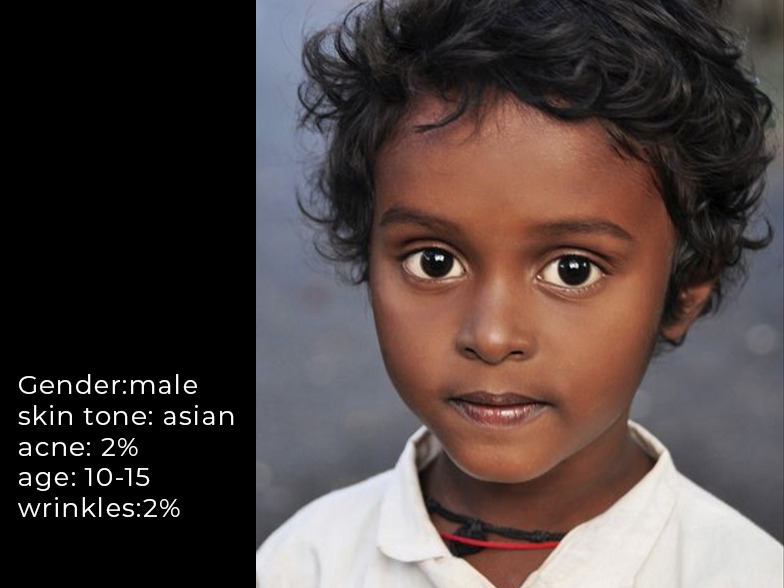 Gender:male
skin tone: asian
acne: 2%
age: 10-15
wrinkles:2%